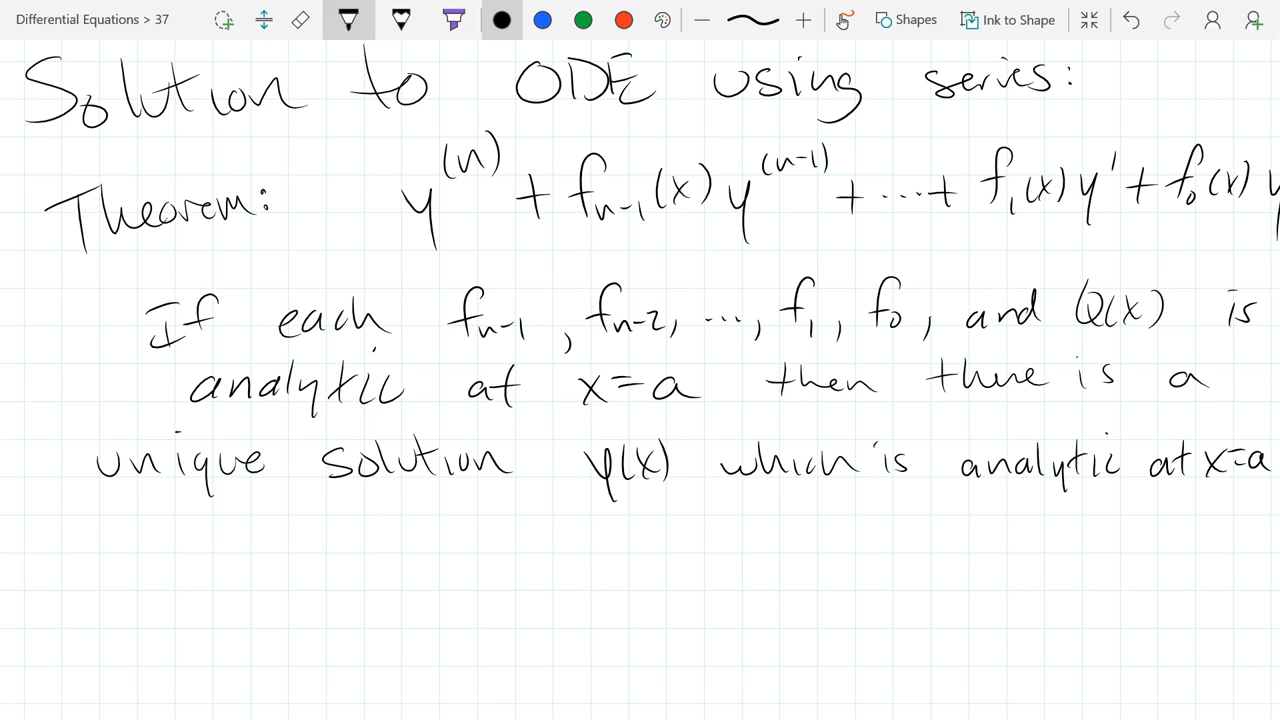 Differential Equations > 37 Shapes Ink to Shape
Solution to ODE using series:
Theorem: y^(n) + f_{n-1}(x) y^(n-1) + ... + f_1(x) y' + f_0(x) y
If each f_{n-1}, f_{n-2}, ..., f_1, f_0, and Q(x) is
analytic at x=a then there is a
unique solution φ(x) which is analytic at x=a